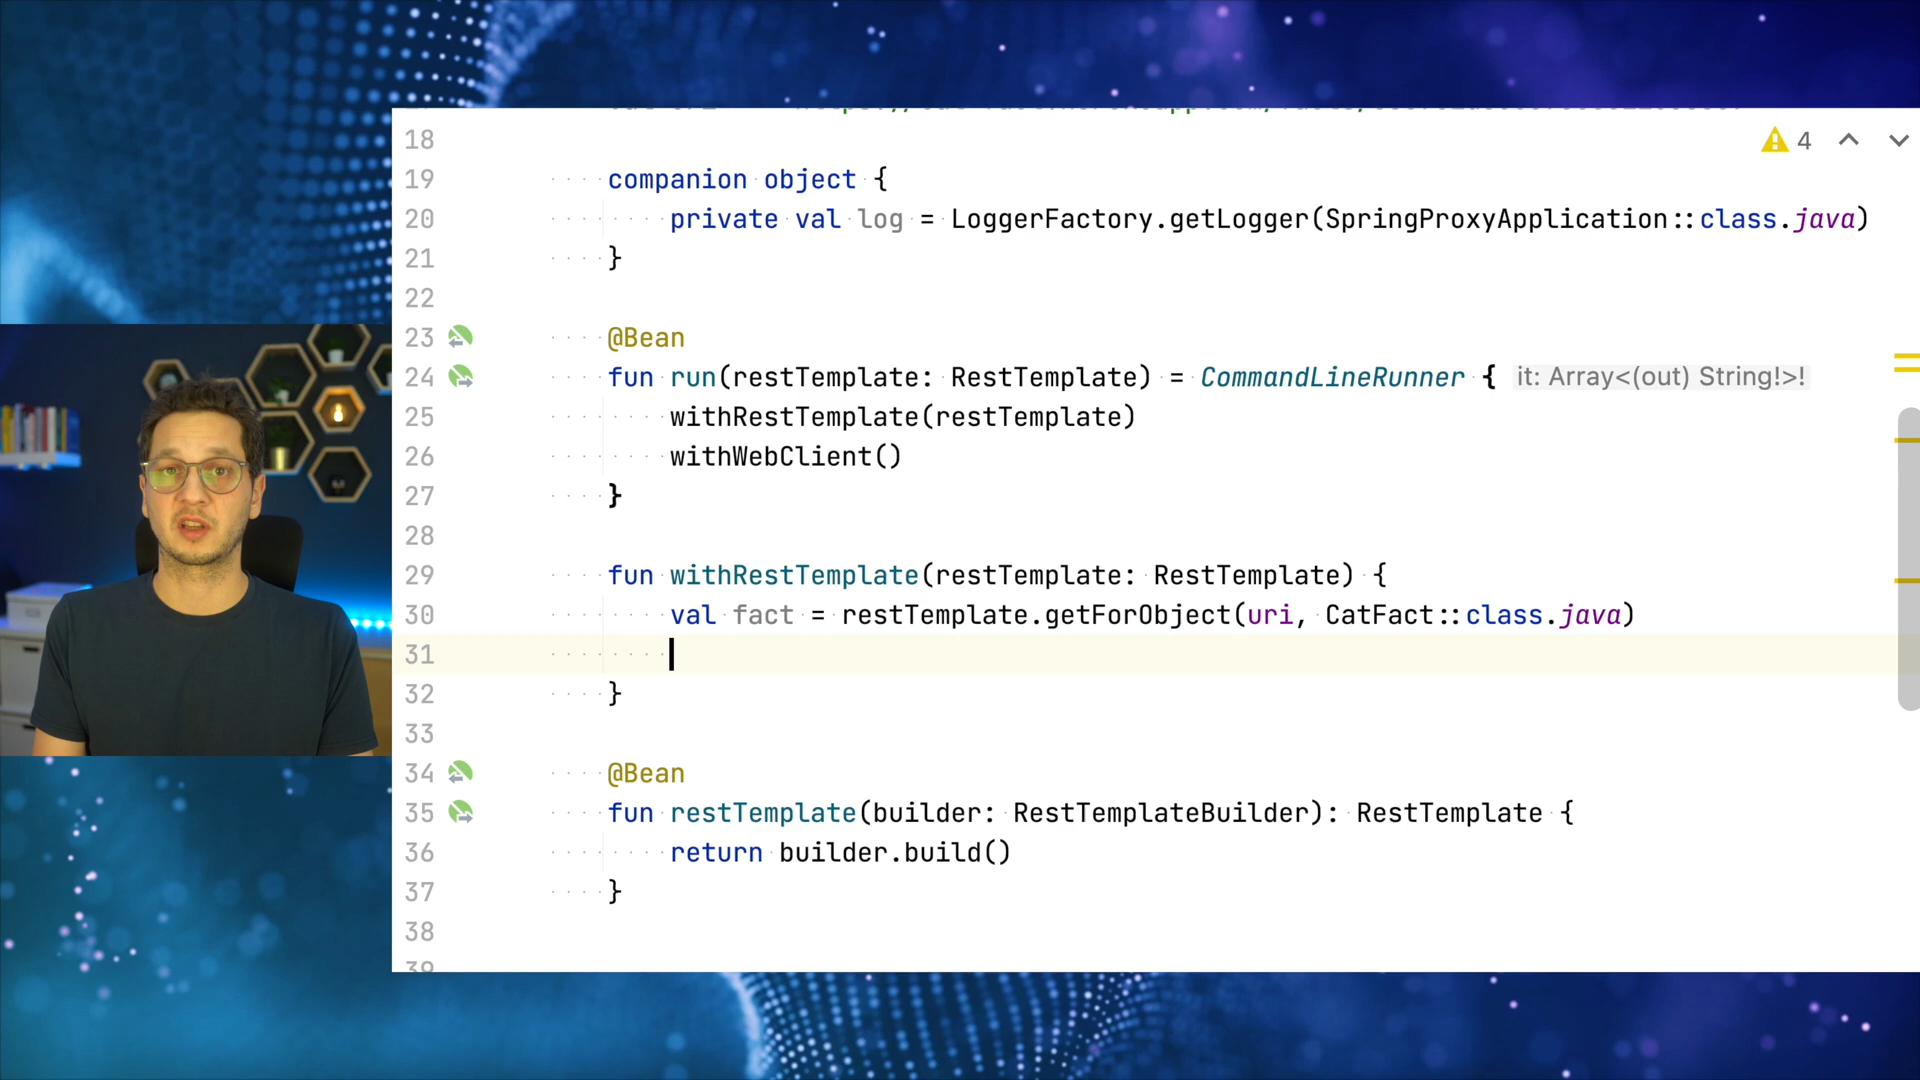 18
19 companion object {
20 private val log = LoggerFactory.getLogger(SpringProxyApplication::class.java)
21 }
22
23 @Bean
24 fun run(restTemplate: RestTemplate) = CommandLineRunner { it: Array<(out) String!>!
25 withRestTemplate(restTemplate)
26 withWebClient()
27 }
28
29 fun withRestTemplate(restTemplate: RestTemplate) {
30 val fact = restTemplate.getForObject(uri, CatFact::class.java)
31
32 }
33
34 @Bean
35 fun restTemplate(builder: RestTemplateBuilder): RestTemplate {
36 return builder.build()
37 }
38
39
4